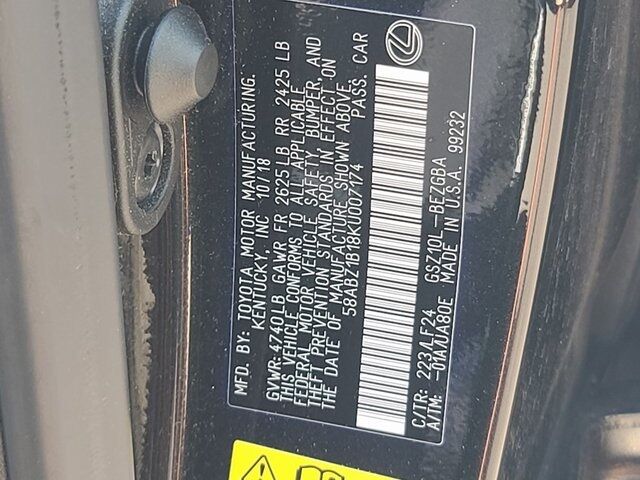 MFD. BY: TOYOTA MOTOR MANUFACTURING.
KENTUCKY, INC 10/18
GVWR: 4740LB GAWR FR 2625LB RR 2425 LB
THIS VEHICLE CONFORMS TO ALL APPLICABLE
FEDERAL MOTOR VEHICLE SAFETY, BUMPER, AND
THEFT PREVENTION STANDARDS IN EFFECT ON
THE DATE OF MANUFACTURE SHOWN ABOVE.
58ABZ1B18KU007174 PASS. CAR
C/TR: 223 LF24 GSZ10L-BEZGBA
A/TM: -01A/UA80E MADE IN U.S.A. 99232